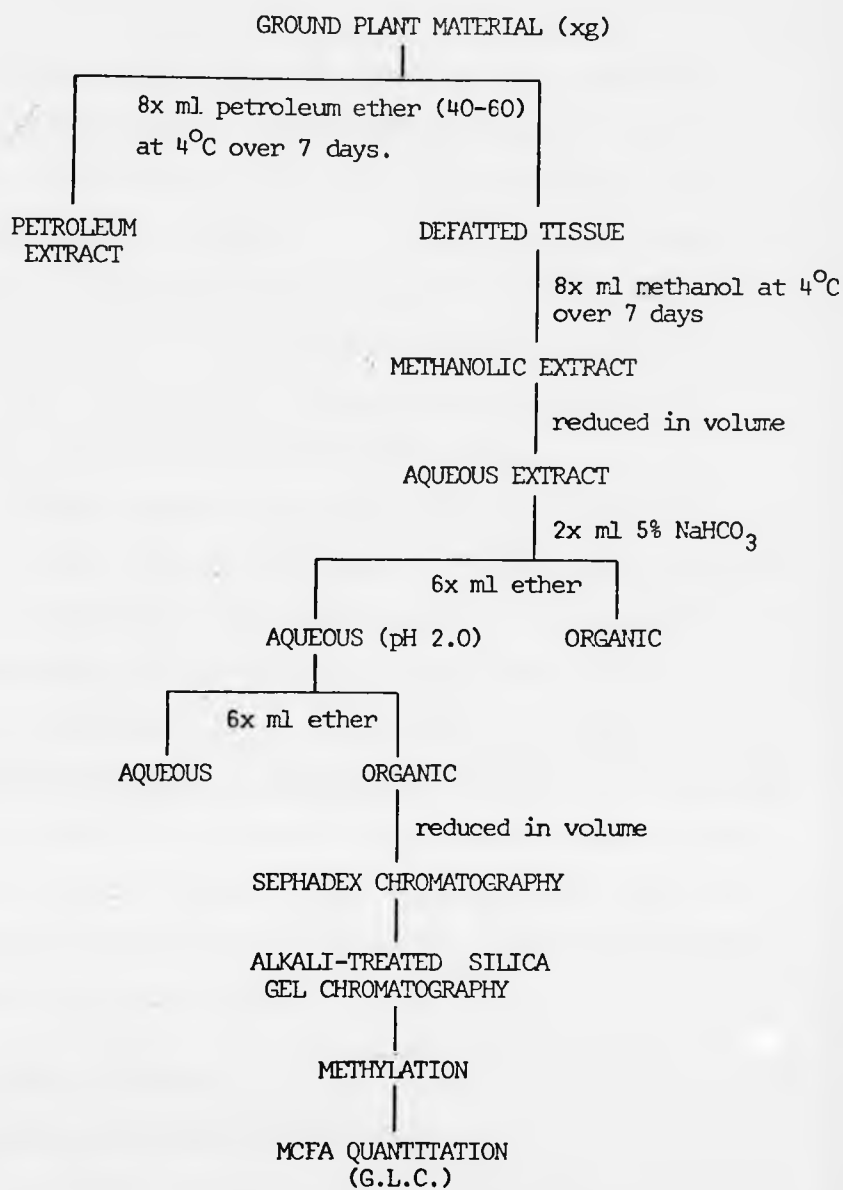 GROUND PLANT MATERIAL (xg)
8x ml petroleum ether (40-60)
at 4°C over 7 days.
PETROLEUM
EXTRACT
DEFATTED TISSUE
8x ml methanol at 4°C
over 7 days
METHANOLIC EXTRACT
reduced in volume
AQUEOUS EXTRACT
2x ml 5% NaHCO3
6x ml ether
AQUEOUS (pH 2.0)
ORGANIC
6x ml ether
AQUEOUS
ORGANIC
reduced in volume
SEPHADEX CHROMATOGRAPHY
ALKALI-TREATED SILICA
GEL CHROMATOGRAPHY
METHYLATION
MCFA QUANTITATION
(G.L.C.)